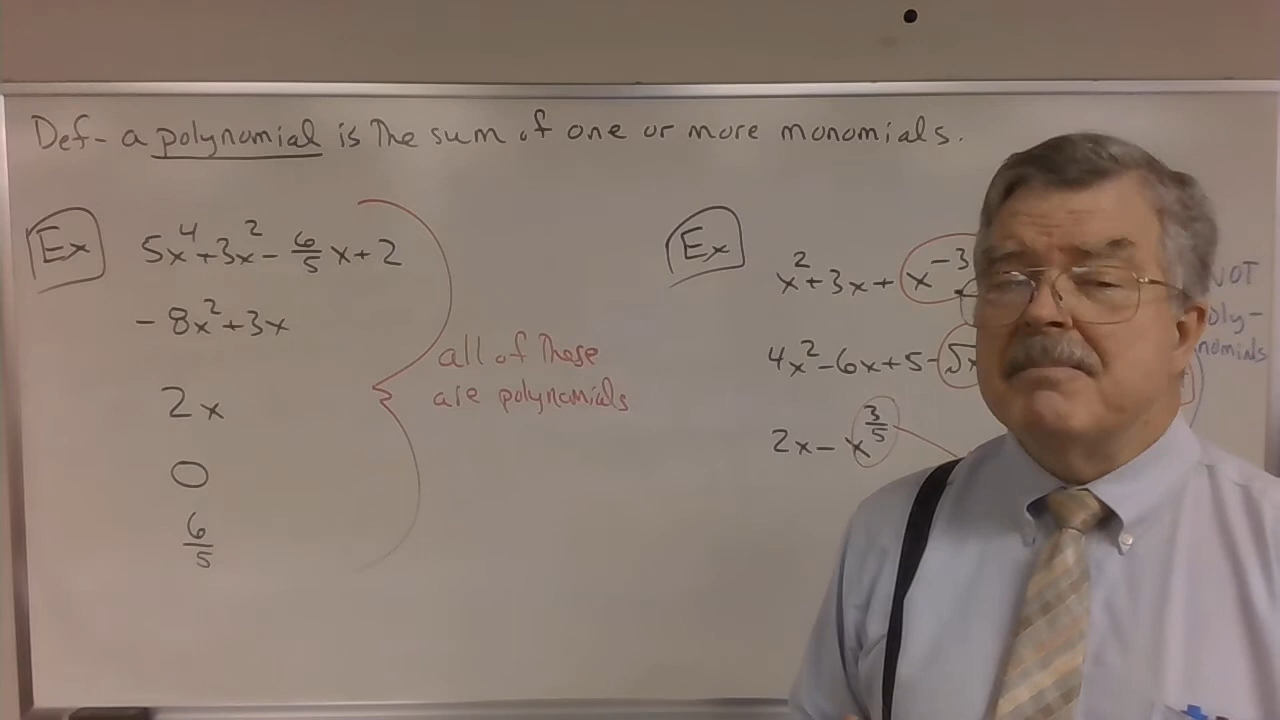 Def- a polynomial is The sum of one or more monomials.
Ex
5x⁴+3x²-6/5x+2
-8x²+3x
2x
0
6/5
all of These
are polynomials
Ex
x²+3x+x⁻³
4x²-6x+5-√x
2x-x^3/5
NOT
Poly-
nomials